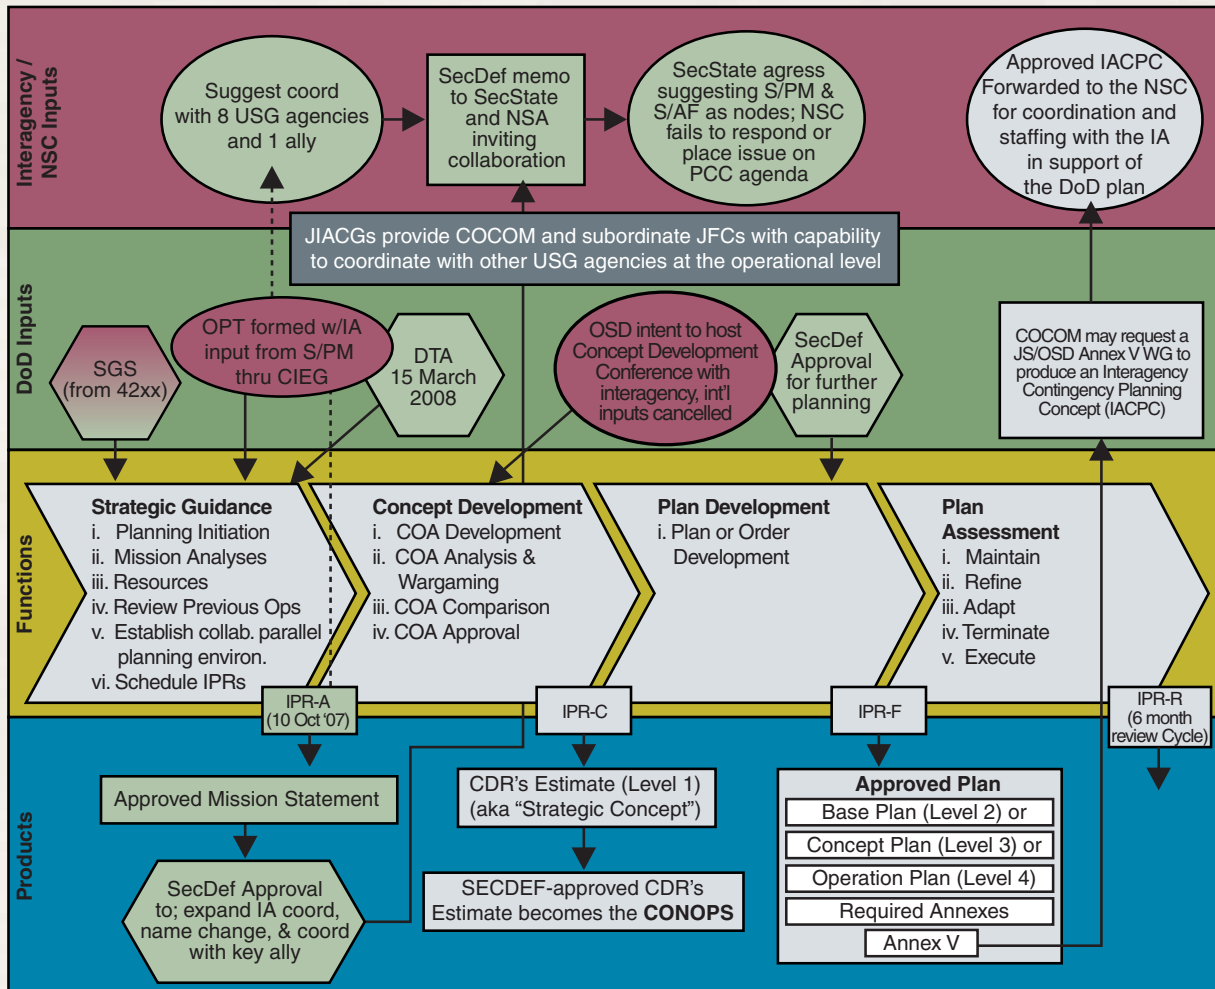 Interagency /
NSC Inputs
Suggest coord
with 8 USG agencies
and 1 ally
SecDef memo
to SecState
and NSA
inviting
collaboration
SecState agress
suggesting S/PM &
S/AF as nodes; NSC
fails to respond or
place issue on
PCC agenda
Approved IACPC
Forwarded to the NSC
for coordination and
staffing with the IA
in support of
the DoD plan
JIACGs provide COCOM and subordinate JFCs with capability
to coordinate with other USG agencies at the operational level
DoD Inputs
SGS
(from 42xx)
OPT formed w/IA
input from S/PM
thru CIEG
DTA
15 March
2008
OSD intent to host
Concept Development
Conference with
interagency, int'l
inputs cancelled
SecDef
Approval
for further
planning
COCOM may request a
JS/OSD Annex V WG to
produce an Interagency
Contingency Planning
Concept (IACPC)
Functions
Strategic Guidance
i. Planning Initiation
ii. Mission Analyses
iii. Resources
iv. Review Previous Ops
v. Establish collab. parallel
planning environ.
vi. Schedule IPRs
Concept Development
i. COA Development
ii. COA Analysis &
Wargaming
iii. COA Comparison
iv. COA Approval
Plan Development
i. Plan or Order
Development
Plan
Assessment
i. Maintain
ii. Refine
iii. Adapt
iv. Terminate
v. Execute
IPR-A
(10 Oct '07)
IPR-C
IPR-F
IPR-R
(6 month
review Cycle)
Products
Approved Mission Statement
SecDef Approval
to; expand IA coord,
name change, & coord
with key ally
CDR's Estimate (Level 1)
(aka "Strategic Concept")
SECDEF-approved CDR's
Estimate becomes the CONOPS
Approved Plan
Base Plan (Level 2) or
Concept Plan (Level 3) or
Operation Plan (Level 4)
Required Annexes
Annex V